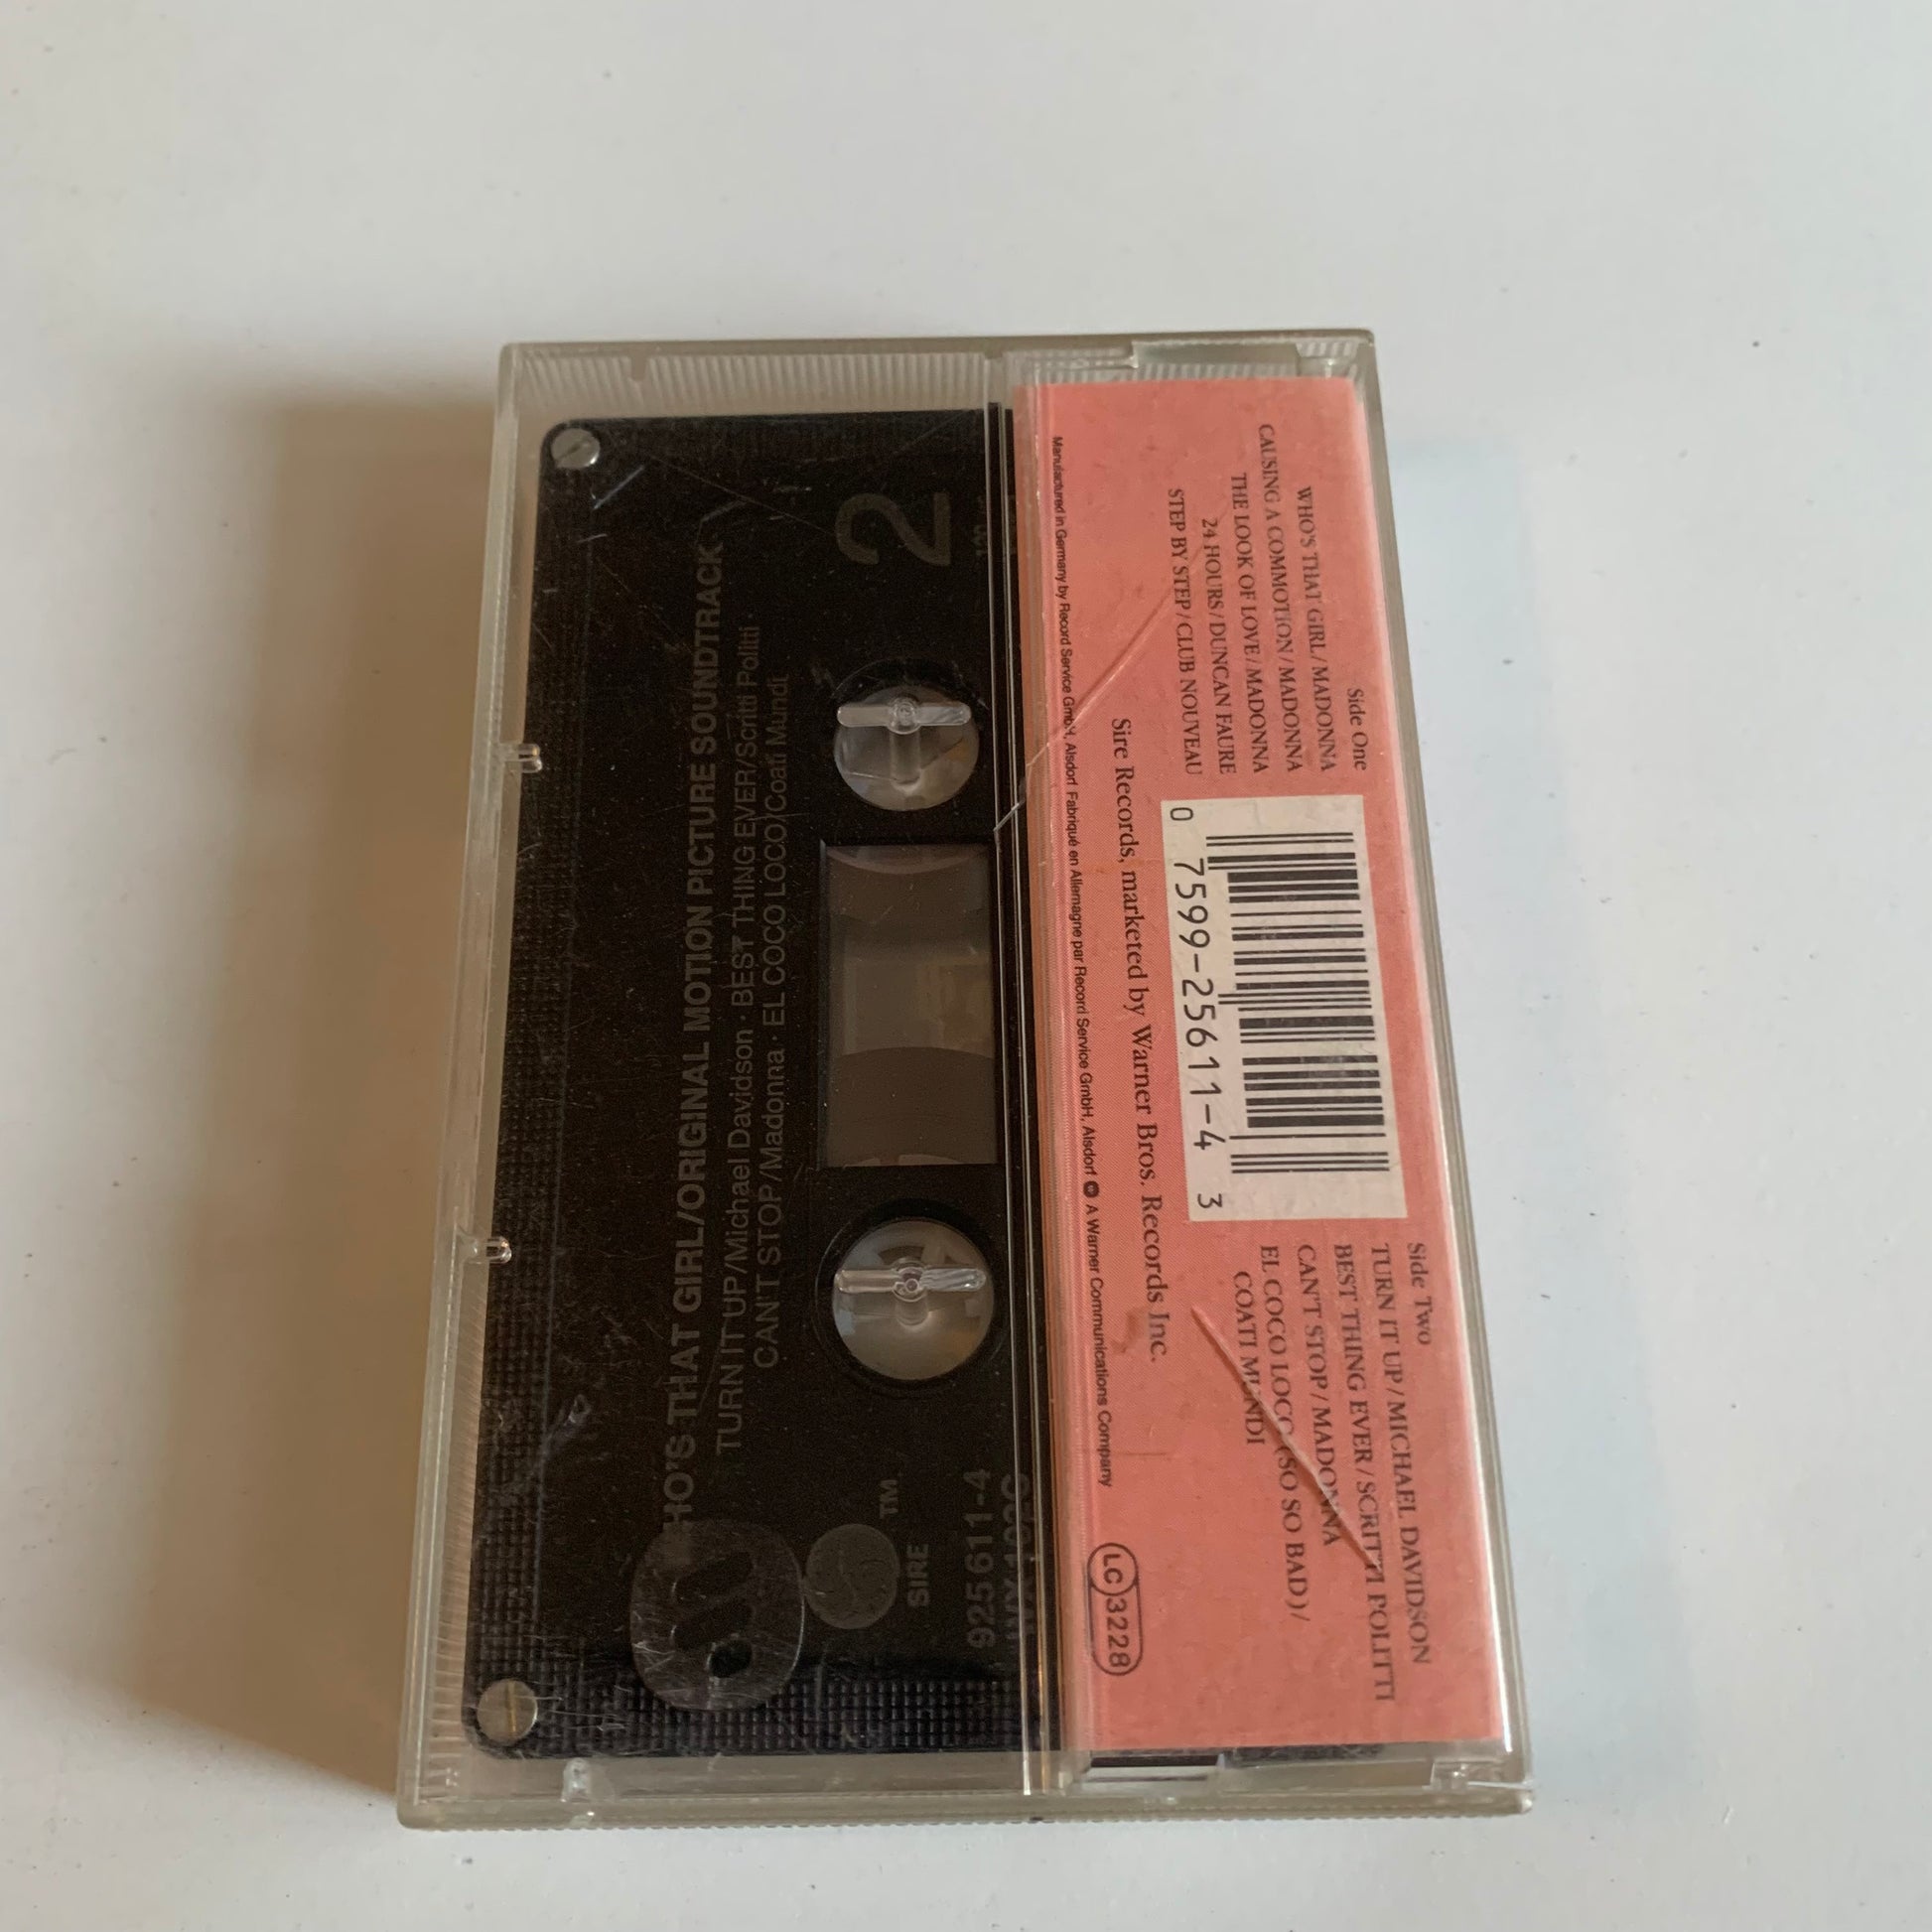 Side One
WHO'S THAT GIRL/MADONNA
CAUSING A COMMOTION/MADONNA
THE LOOK OF LOVE/MADONNA
24 HOURS/DUNCAN FAURE
STEP BY STEP/CLUB NOUVEAU
0 7599-25611-4 3
Side Two
TURN IT UP/MICHAEL DAVIDSON
BEST THING EVER/SCRITTI POLITTI
CAN'T STOP/MADONNA
EL COCO LOCO (SO SO BAD)/
COATI MUNDI
Sire Records, marketed by Warner Bros. Records Inc.
Manufactured in Germany by Record Service GmbH, Alsdorf Fabriqué en Allemagne par Record Service GmbH, Alsdorf A Warner Communications Company
LC 3228
HO'S THAT GIRL/ORIGINAL MOTION PICTURE SOUNDTRACK
TURN IT UP/Michael Davidson · BEST THING EVER/Scritti Politti ·
CAN'T STOP/Madonna · EL COCO LOCO/Coati Mundi
2
SIRE TM
925 611-4